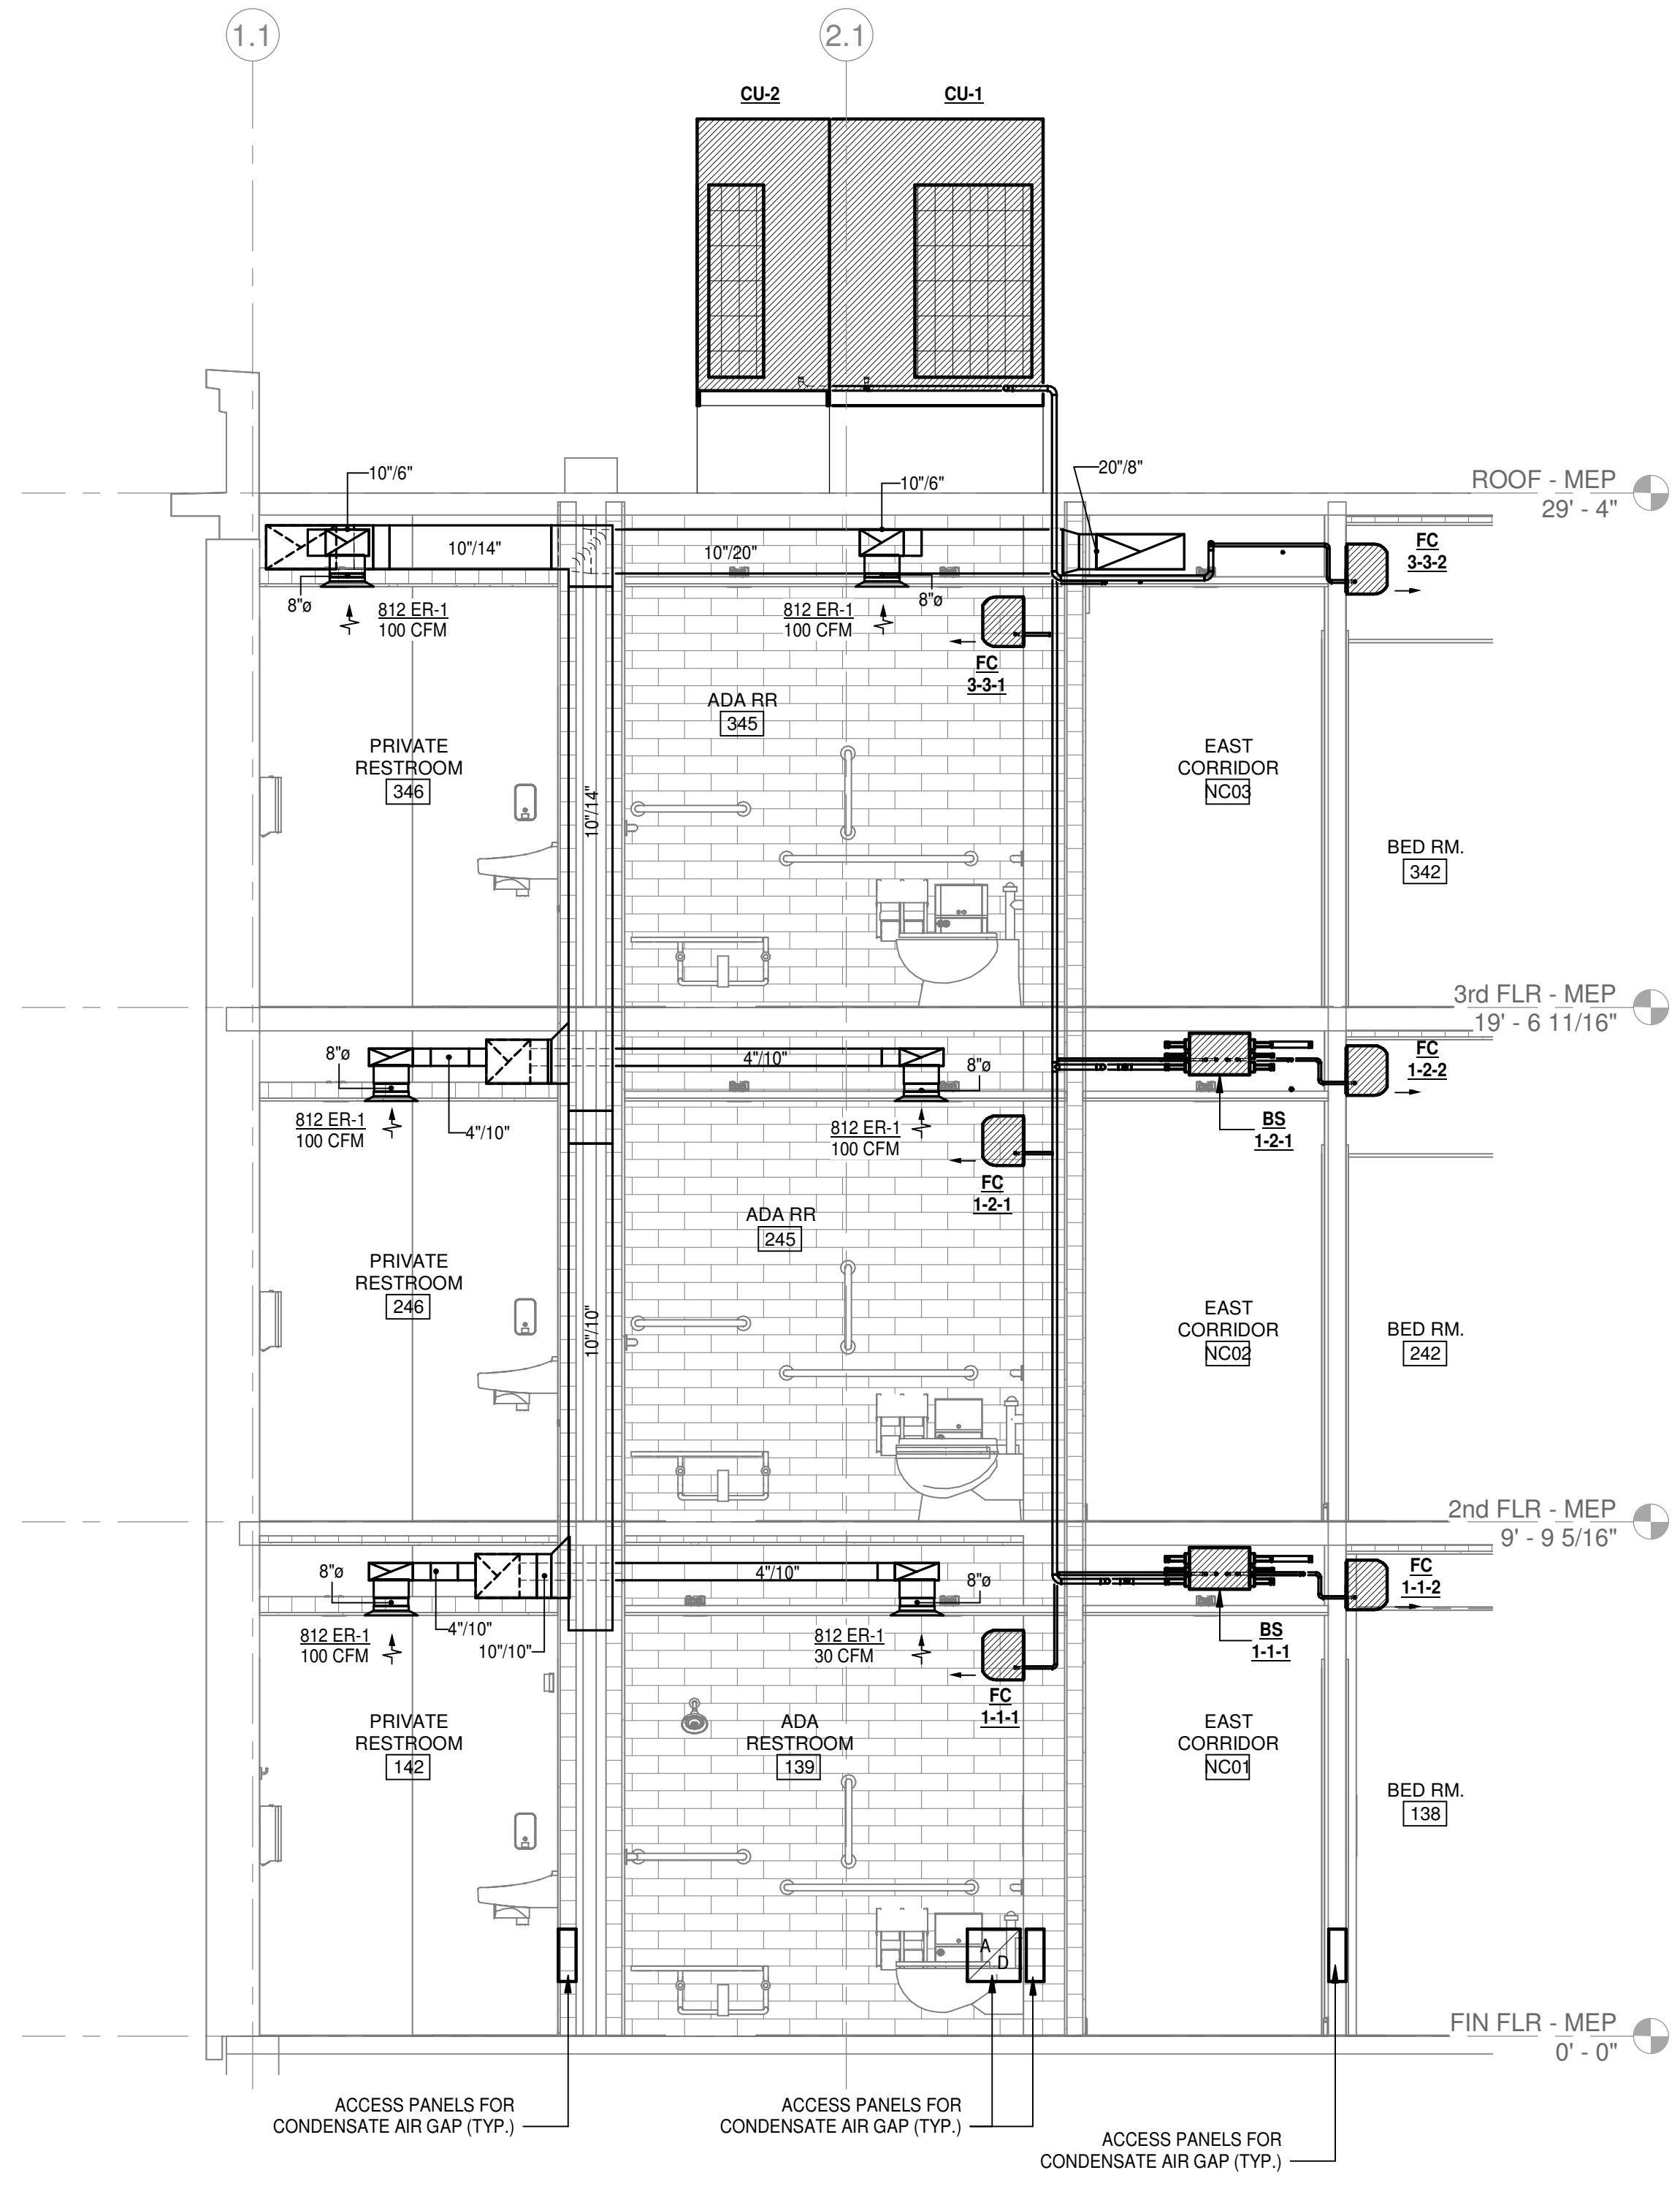 1.1
2.1
CU-2
CU-1
10"/6"
10"/6"
20"/8"
ROOF - MEP
29' - 4"
10"/14"
10"/20"
FC
3-3-2
8"ø
812 ER-1
100 CFM
812 ER-1
100 CFM
8"ø
FC
3-3-1
ADA RR
345
PRIVATE
RESTROOM
346
EAST
CORRIDOR
NC03
10"/14"
BED RM.
342
3rd FLR - MEP
19' - 6 11/16"
8"ø
4"/10"
8"ø
FC
1-2-2
812 ER-1
100 CFM
4"/10"
812 ER-1
100 CFM
BS
1-2-1
FC
1-2-1
ADA RR
245
PRIVATE
RESTROOM
246
10"/10"
EAST
CORRIDOR
NC02
BED RM.
242
2nd FLR - MEP
9' - 9 5/16"
8"ø
4"/10"
8"ø
FC
1-1-2
812 ER-1
100 CFM
4"/10"
10"/10"
812 ER-1
30 CFM
BS
1-1-1
FC
1-1-1
PRIVATE
RESTROOM
142
ADA
RESTROOM
139
EAST
CORRIDOR
NC01
BED RM.
138
A
D
FIN FLR - MEP
0' - 0"
ACCESS PANELS FOR
CONDENSATE AIR GAP (TYP.)
ACCESS PANELS FOR
CONDENSATE AIR GAP (TYP.)
ACCESS PANELS FOR
CONDENSATE AIR GAP (TYP.)